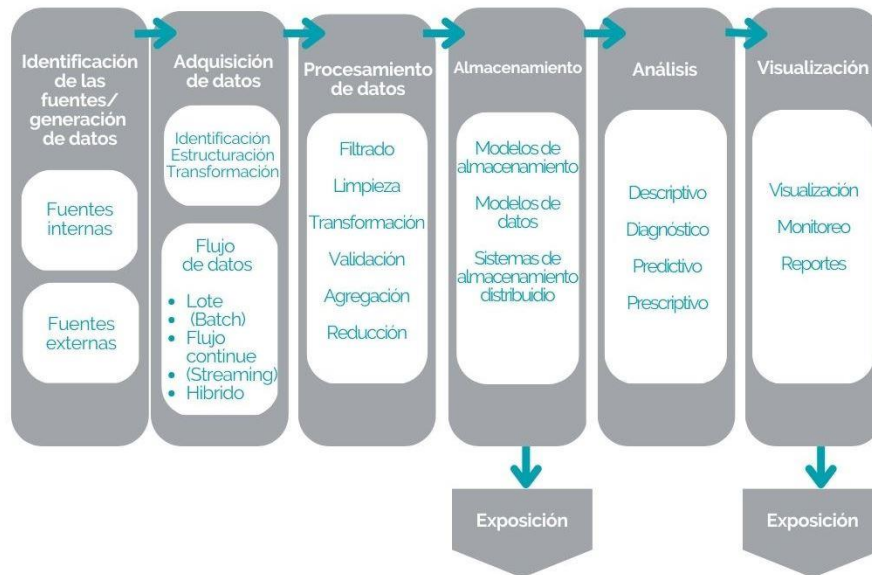 Identificación
de las
fuentes/
generación
de datos
Fuentes
internas
Fuentes
externas
Adquisición
de datos
Identificación
Estructuración
Transformación
Flujo
de datos
• Lote
• (Batch)
• Flujo
continue
• (Streaming)
• Hibrido
Procesamiento
de datos
Filtrado
Limpieza
Transformación
Validación
Agregación
Reducción
Almacenamiento
Modelos de
almacenamiento
Modelos de
datos
Sistemas de
almacenamiento
distribuidio
Exposición
Análisis
Descriptivo
Diagnóstico
Predictivo
Prescriptivo
Visualización
Visualización
Monitoreo
Reportes
Exposición